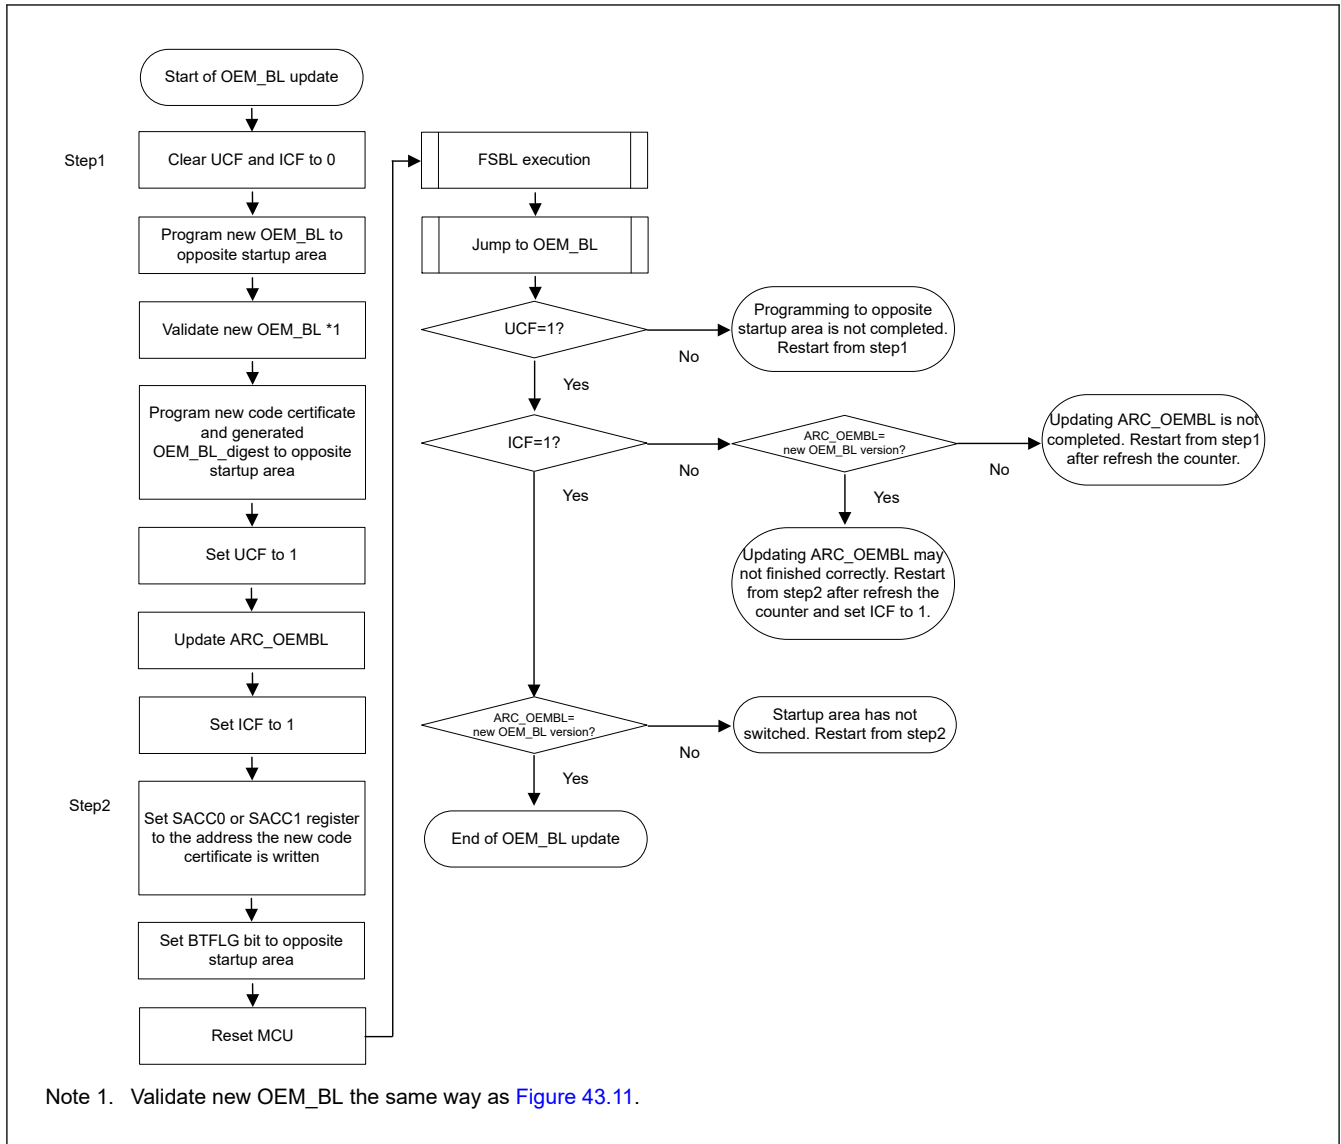 Start of OEM_BL update
Step1
Clear UCF and ICF to 0
Program new OEM_BL to
opposite startup area
Validate new OEM_BL *1
Program new code certificate
and generated
OEM_BL_digest to opposite
startup area
Set UCF to 1
Update ARC_OEMBL
Set ICF to 1
Step2
Set SACC0 or SACC1 register
to the address the new code
certificate is written
Set BTFLG bit to opposite
startup area
Reset MCU
FSBL execution
Jump to OEM_BL
UCF=1?
No
Programming to opposite
startup area is not completed.
Restart from step1
Yes
ICF=1?
No
ARC_OEMBL=
new OEM_BL version?
No
Updating ARC_OEMBL is not
completed. Restart from step1
after refresh the counter.
Yes
Updating ARC_OEMBL may
not finished correctly. Restart
from step2 after refresh the
counter and set ICF to 1.
Yes
ARC_OEMBL=
new OEM_BL version?
No
Startup area has not
switched. Restart from step2
Yes
End of OEM_BL update
Note 1. Validate new OEM_BL the same way as Figure 43.11.